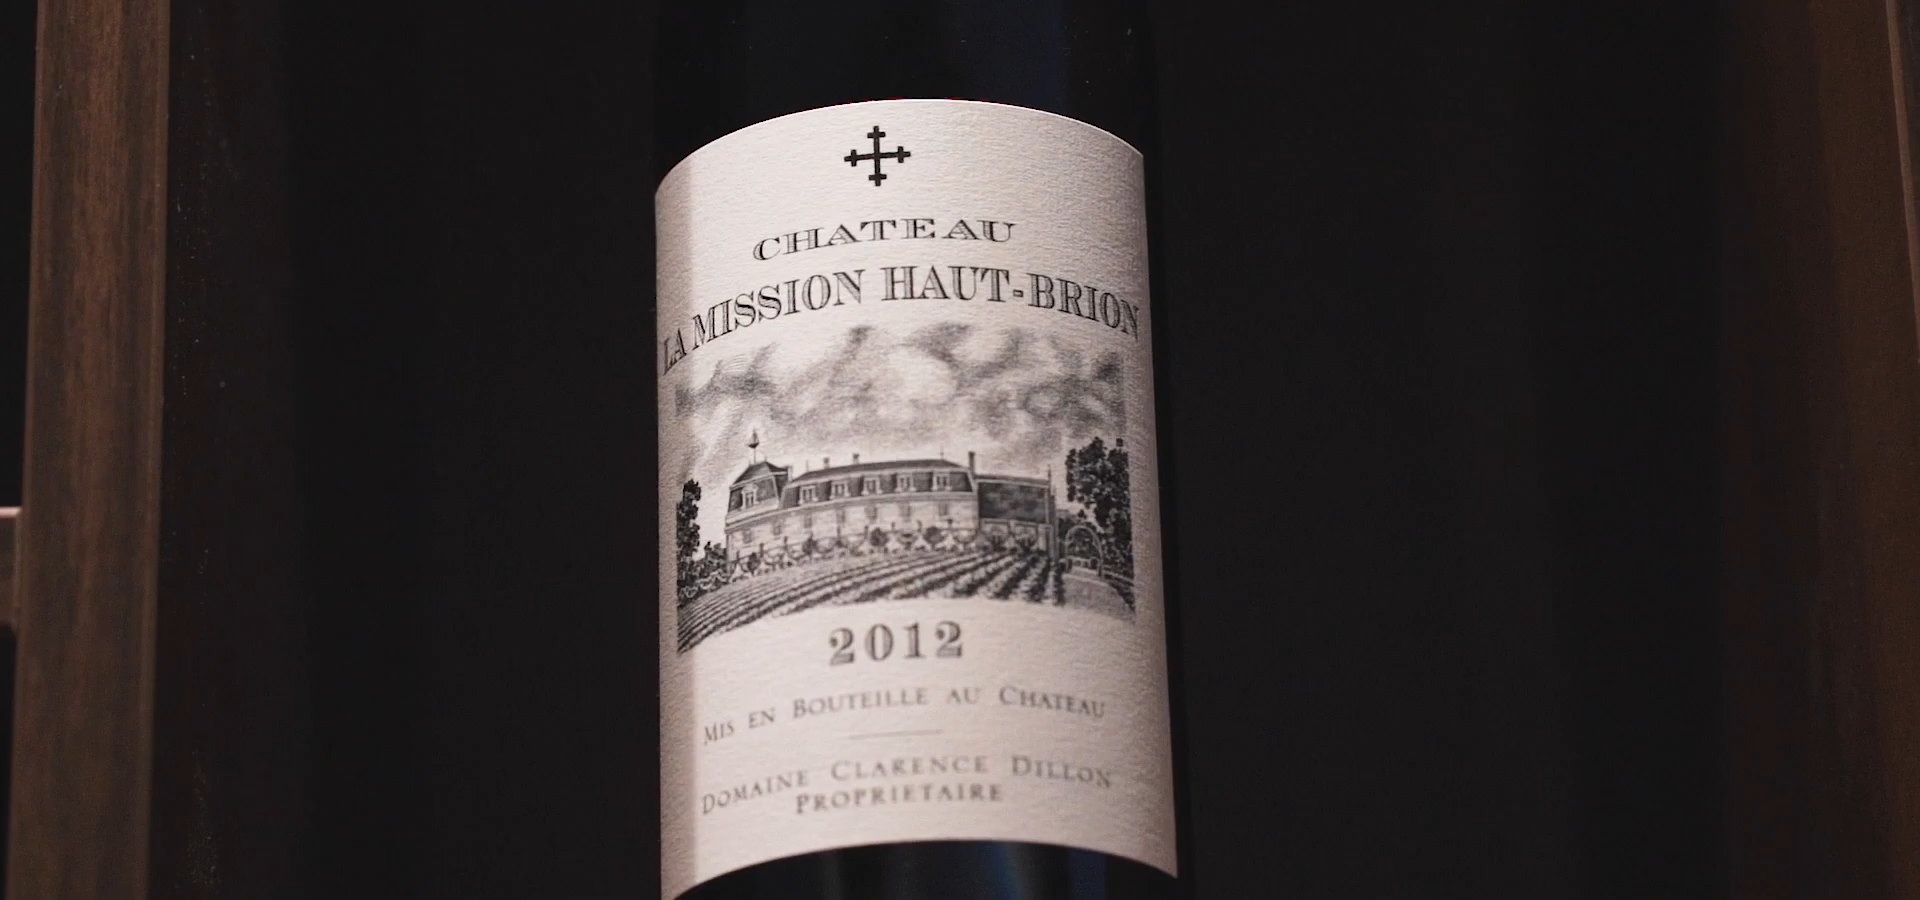 CHATEAU
LA MISSION HAUT-BRION
2012
MIS EN BOUTEILLE AU CHATEAU
DOMAINE CLARENCE DILLON
PROPRIETAIRE